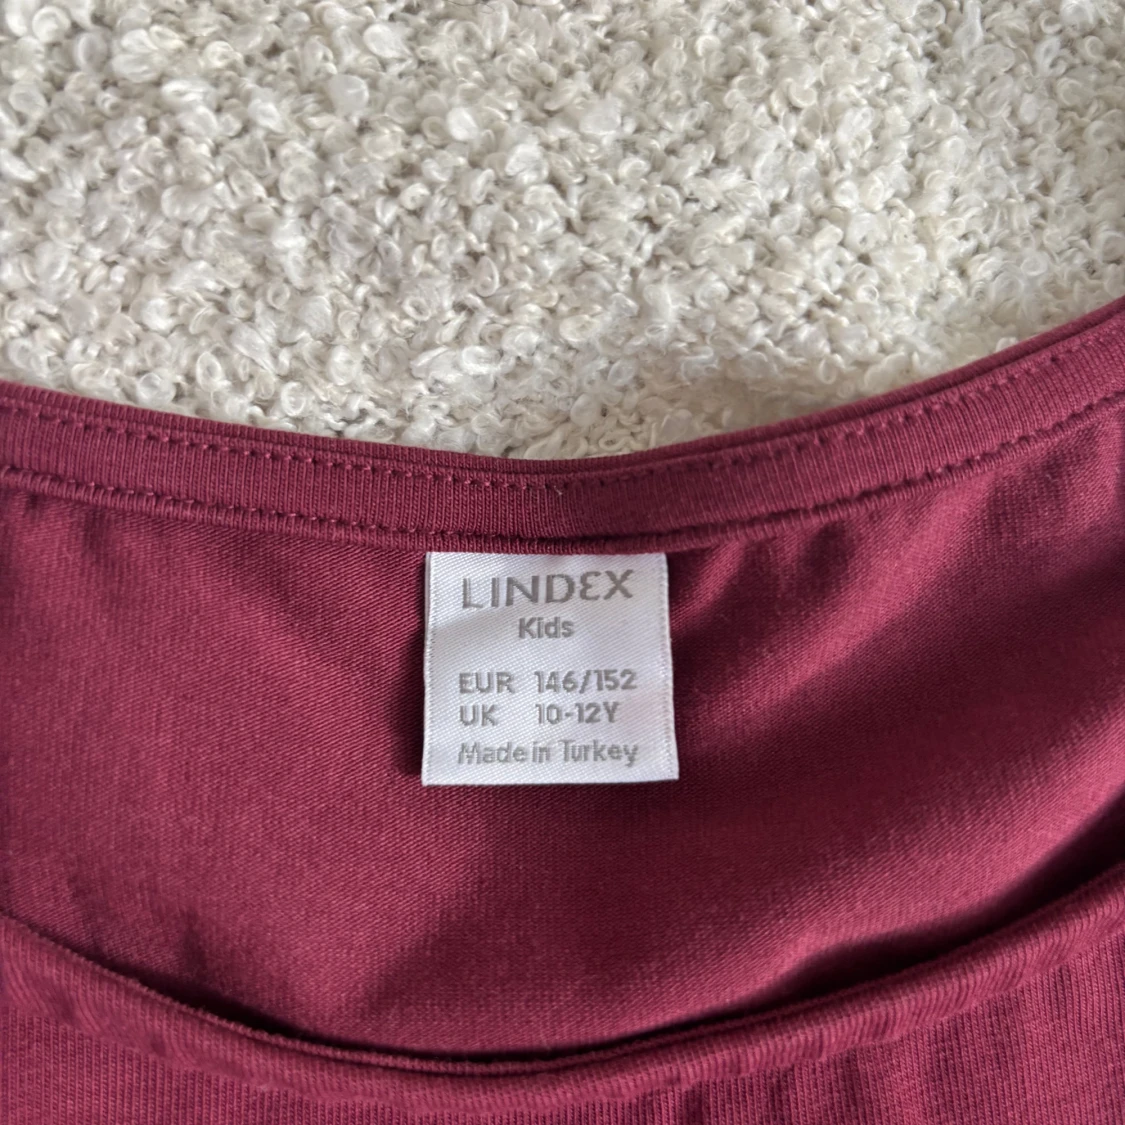 LINDEX
Kids
EUR 146/152
UK 10-12Y
Made in Turkey